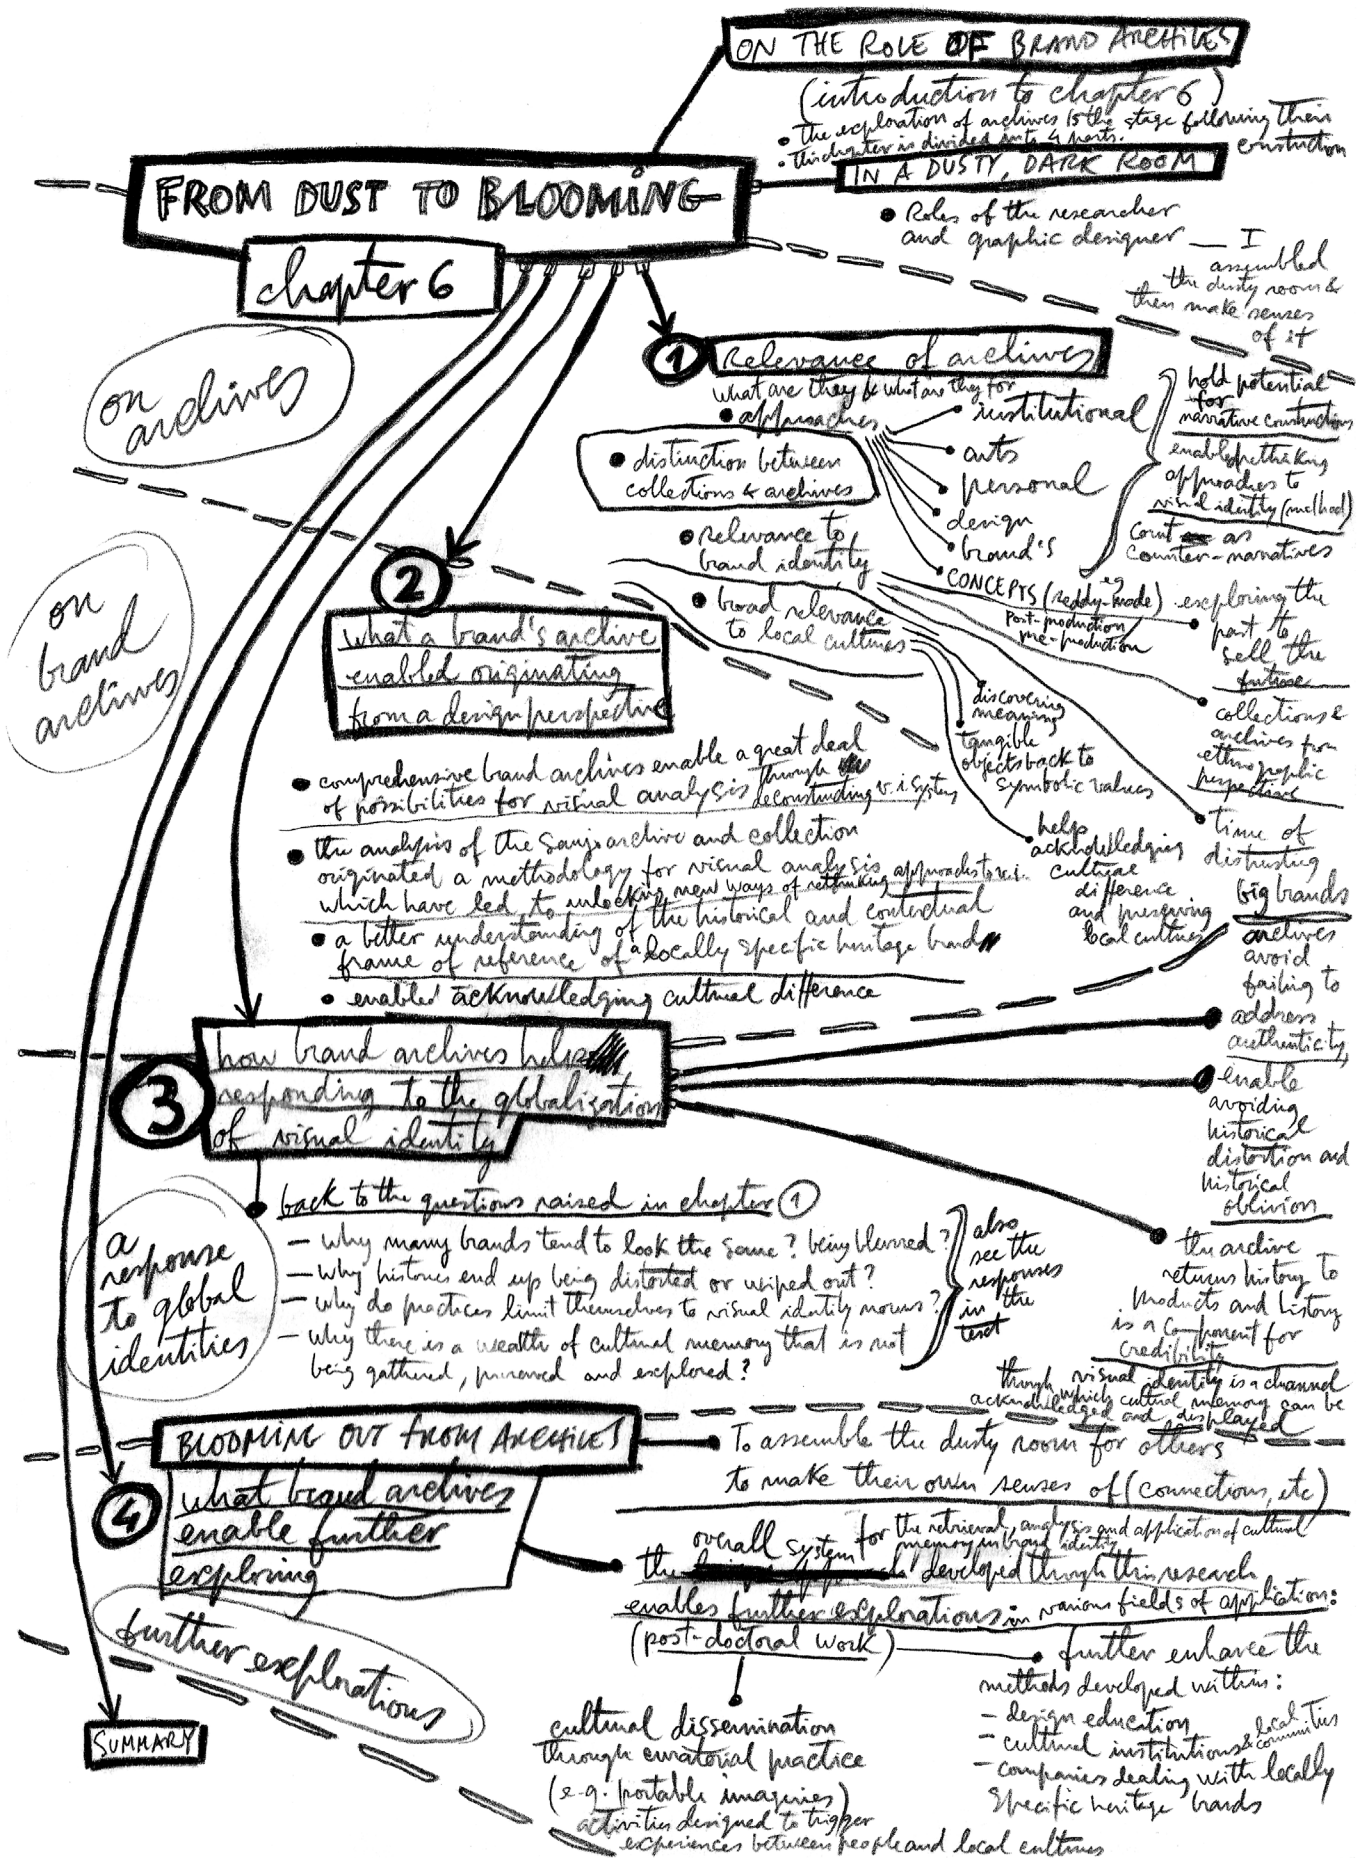 ON THE ROLE OF BRAND ARCHIVES
(introduction to chapter 6)
• the exploration of archives is the stage following their construction
• this chapter is divided into 4 parts.
IN A DUSTY, DARK ROOM
FROM DUST TO BLOOMING
chapter 6
• Roles of the researcher
and graphic designer — I
assembled
the dusty room &
then make senses
of it
on
archives
1
Relevance of archives
what are they & what are they for
• approaches
• institutional
• arts
• personal
• design
• brand's
• CONCEPTS (reddy-made)
eg
Post-production
pre-production
hold potential
for
narrative constructions
enabled rethinking
approaches to
visual identity (method)
count as
counter-narratives
• distinction between
collections & archives
• relevance to
brand identity
• broad relevance
to local cultures
exploring the
past to
sell the
future
collections &
archives from
ethnographic
perspective
time of
distrusting
big brands
discovering
meaning
tangible
objects back to
symbolic values
help
acknowledging
cultural
difference
and preserving
local cultures
on
brand
archives
2
what a brand's archive
enabled originating
from a design perspective
• comprehensive brand archives enable a great deal
of possibilities for visual analysis through
deconstructing v.i. system
• the analysis of the Sanjo archive and collection
originated a methodology for visual analysis
which have led to unlocking new ways of rethinking approaches to v.i.
• a better understanding of the historical and contextual
frame of reference of a locally specific heritage brand
• enabled acknowledging cultural difference
3
how brand archives help
responding to the globalization
of visual identity
archives
avoid
failing to
address
authenticity,
enable
avoiding
historical
distortion and
historical
oblivion
the archive
returns history to
products and history
is a component for
credibility
though visual identity is a channel
which cultural memory can be
acknowledged and displayed
back to the questions raised in chapter 1
— why many brands tend to look the same? being blurred?
— why histories end up being distorted or wiped out?
— why do practices limit themselves to visual identity norms?
— why there is a wealth of cultural memory that is not
being gathered, preserved and explored?
also
see the
responses
in the
text
a
response
to global
identities
4
BLOOMING OUT FROM ARCHIVES
what brand archives
enable further
exploring
• To assemble the dusty room for others
to make their own senses of (connections, etc)
overall system for the retrieval, analysis and application of cultural
memory in brand identity
the developed through this research
enables further explorations in various fields of application:
(post-doctoral work)
further explorations
• further enhance the
methods developed within:
– design education
– cultural institutions & local communities
– companies dealing with locally
specific heritage brands
cultural dissemination
through curatorial practice
(e.g. portable imageries)
activities designed to trigger
experiences between people and local cultures
SUMMARY